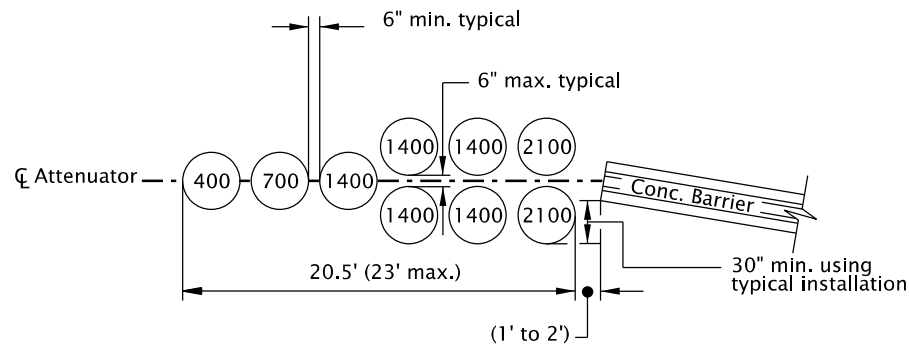 6" min. typical
6" max. typical
1400 1400 2100
℄ Attenuator
400 700 1400
Conc. Barrier
1400 1400 2100
20.5' (23' max.)
30" min. using
typical installation
(1' to 2')